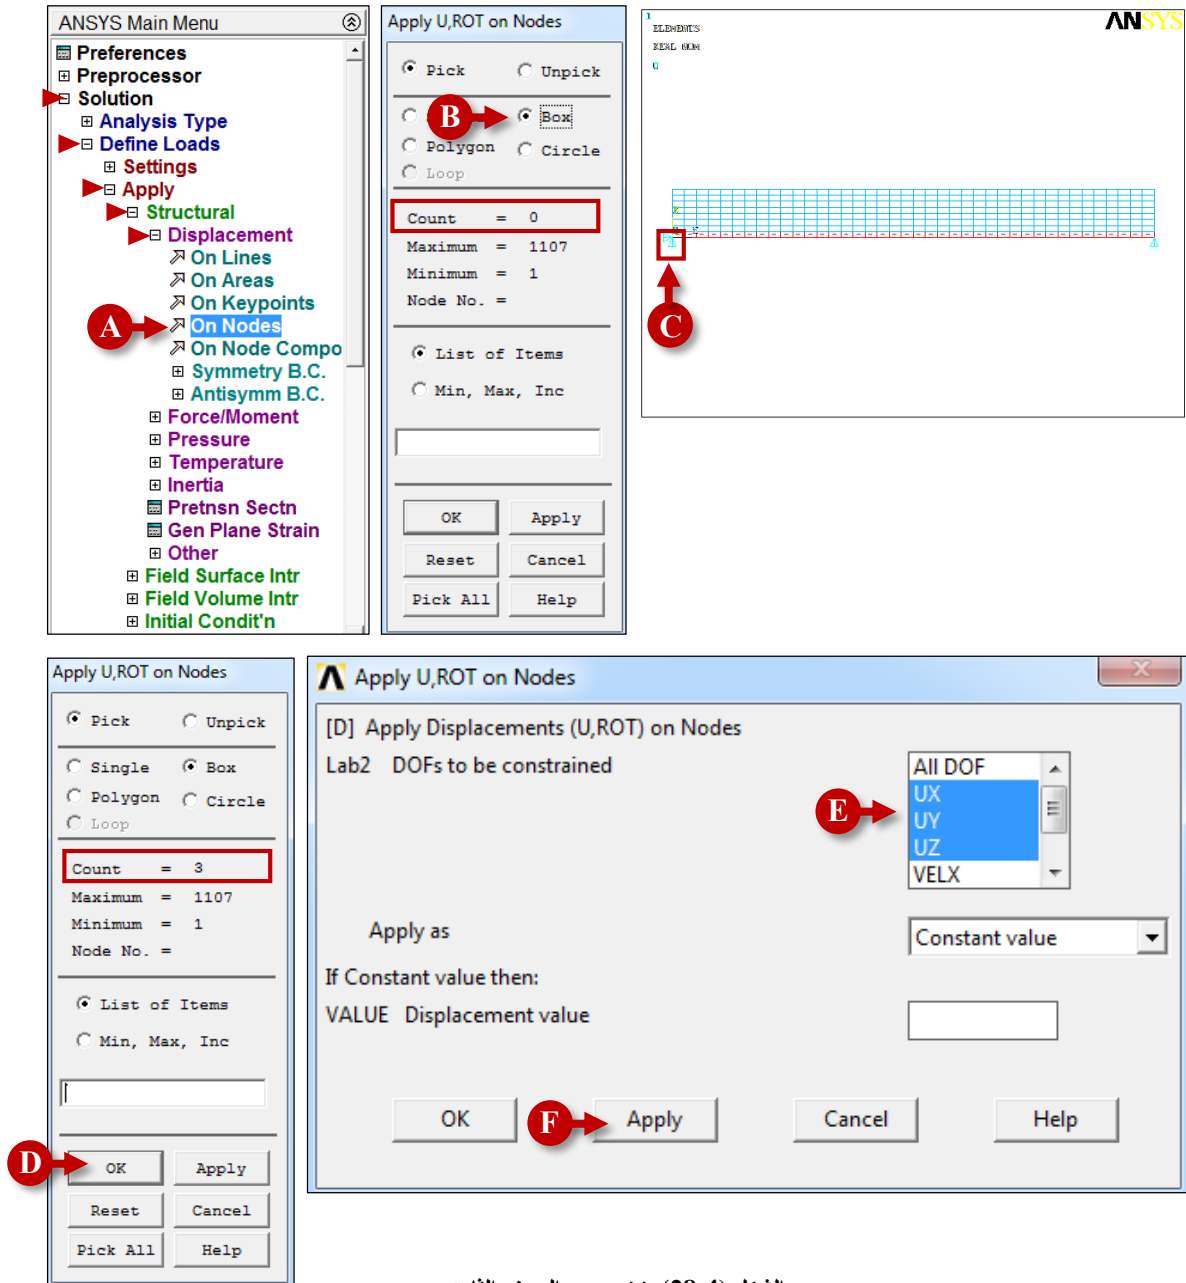 ANSYS Main Menu
Preferences
Preprocessor
Solution
Analysis Type
Define Loads
Settings
Apply
Structural
Displacement
On Lines
On Areas
On Keypoints
A
On Nodes
On Node Compo
Symmetry B.C.
Antisymm B.C.
Force/Moment
Pressure
Temperature
Inertia
Pretnsn Sectn
Gen Plane Strain
Other
Field Surface Intr
Field Volume Intr
Initial Condit'n
Apply U,ROT on Nodes
Pick Unpick
B Box
Polygon Circle
Loop
Count = 0
Maximum = 1107
Minimum = 1
Node No. =
List of Items
Min, Max, Inc
OK Apply
Reset Cancel
Pick All Help
1
ELEMENTS
REAL NUM
U
ANSYS
C
Apply U,ROT on Nodes
Pick Unpick
Single Box
Polygon Circle
Loop
Count = 3
Maximum = 1107
Minimum = 1
Node No. =
List of Items
Min, Max, Inc
D
OK Apply
Reset Cancel
Pick All Help
Apply U,ROT on Nodes
[D] Apply Displacements (U,ROT) on Nodes
Lab2 DOFs to be constrained
All DOF
UX
E
UY
UZ
VELX
Apply as
Constant value
If Constant value then:
VALUE Displacement value
OK
F
Apply
Cancel
Help